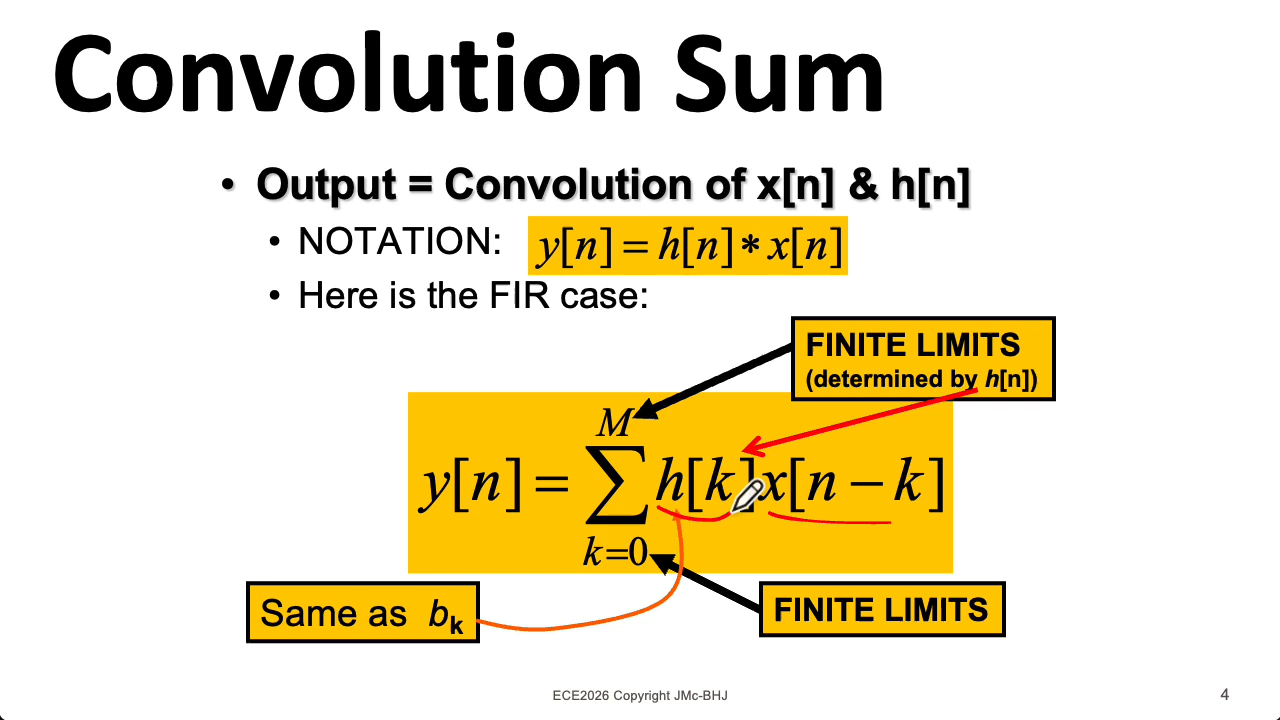 Convolution Sum
• Output = Convolution of x[n] & h[n]
• NOTATION: y[n] = h[n] * x[n]
• Here is the FIR case:
FINITE LIMITS
(determined by h[n])
M
y[n] = ∑ h[k]x[n − k]
k=0
Same as bk
FINITE LIMITS
ECE2026 Copyright JMc-BHJ
4